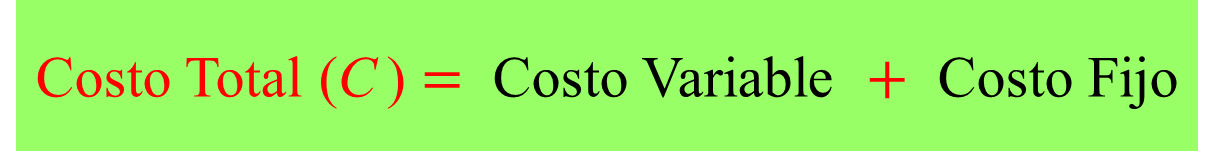 Costo Total (C) = Costo Variable + Costo Fijo